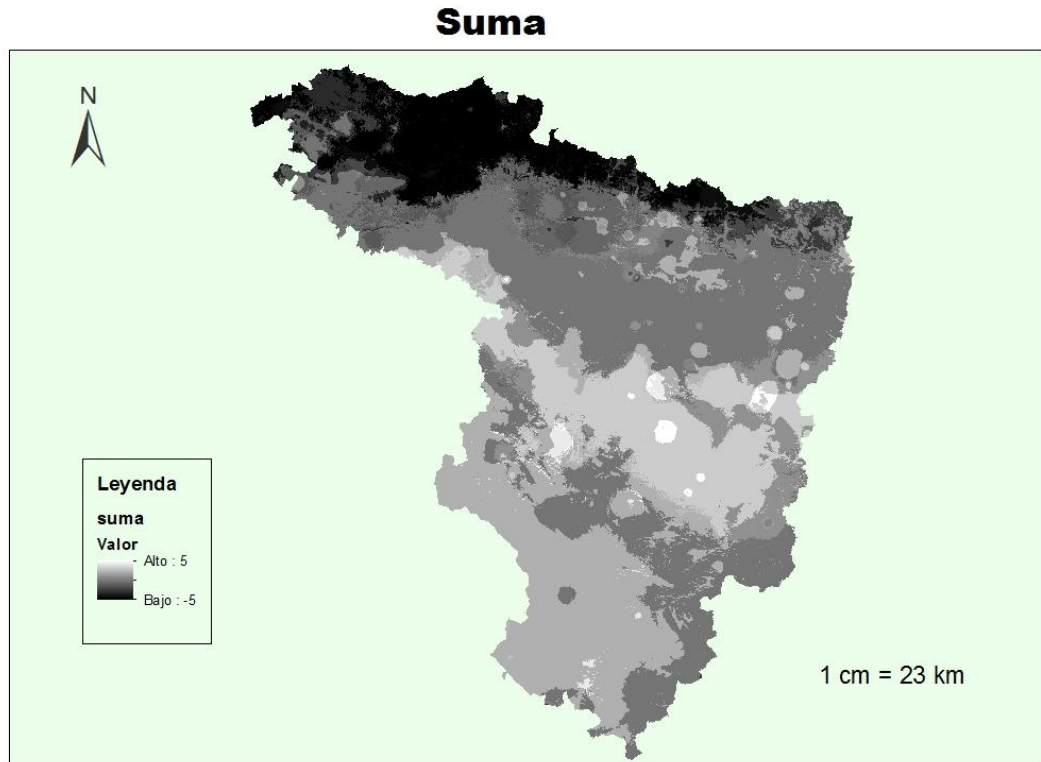 Suma
N
Leyenda
suma
Valor
Alto : 5
Bajo : -5
1 cm = 23 km